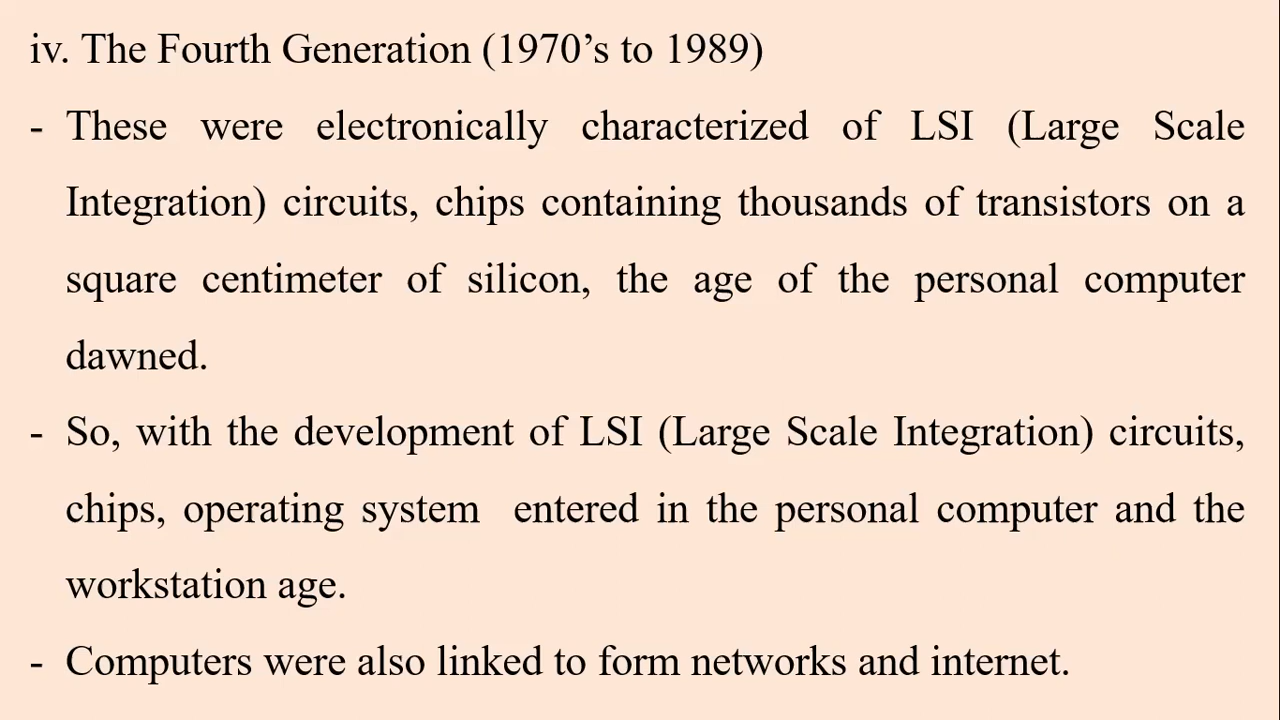 iv. The Fourth Generation (1970’s to 1989)
- These were electronically characterized of LSI (Large Scale
Integration) circuits, chips containing thousands of transistors on a
square centimeter of silicon, the age of the personal computer
dawned.
- So, with the development of LSI (Large Scale Integration) circuits,
chips, operating system  entered in the personal computer and the
workstation age.
- Computers were also linked to form networks and internet.